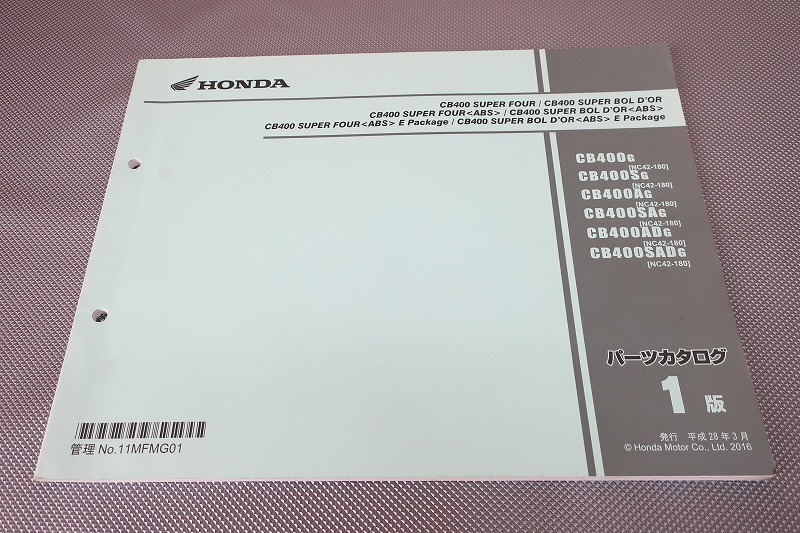 HONDA
CB400 SUPER FOUR / CB400 SUPER BOL D'OR
CB400 SUPER FOUR<ABS> / CB400 SUPER BOL D'OR<ABS>
CB400 SUPER FOUR<ABS> E Package / CB400 SUPER BOL D'OR<ABS> E Package
CB400G
[NC42-180]
CB400SG
[NC42-180]
CB400AG
[NC42-180]
CB400SAG
[NC42-180]
CB400ADG
[NC42-180]
CB400SADG
[NC42-180]
パーツカタログ
1 版
発行 平成 28 年 3 月
© Honda Motor Co., Ltd. 2016
管理 No.11MFMG01